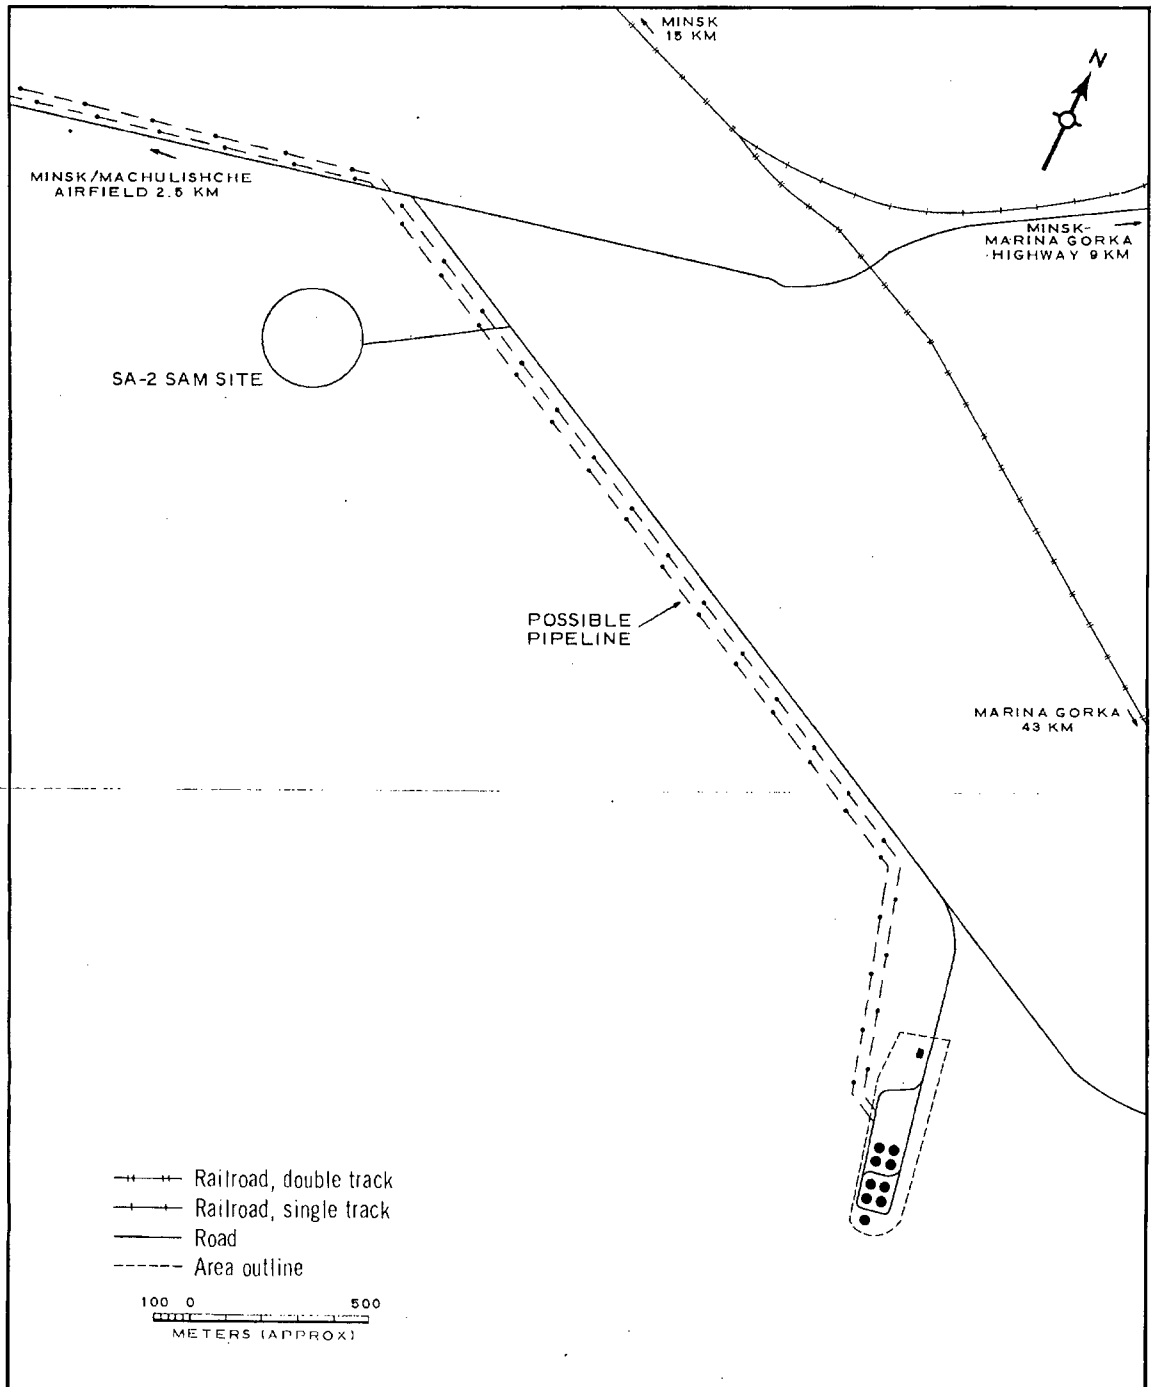 MINSK
15 KM
N
MINSK/MACHULISHCHE
AIRFIELD 2.5 KM
MINSK-
MARINA GORKA
HIGHWAY 9 KM
SA-2 SAM SITE
POSSIBLE
PIPELINE
MARINA GORKA
43 KM
Railroad, double track
Railroad, single track
Road
Area outline
100 0 500
METERS (APPROX)